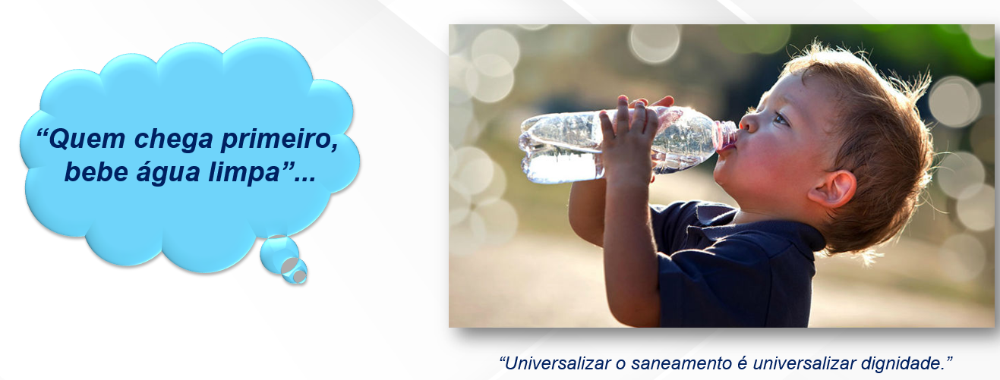 “Quem chega primeiro,
bebe água limpa”...
“Universalizar o saneamento é universalizar dignidade.”